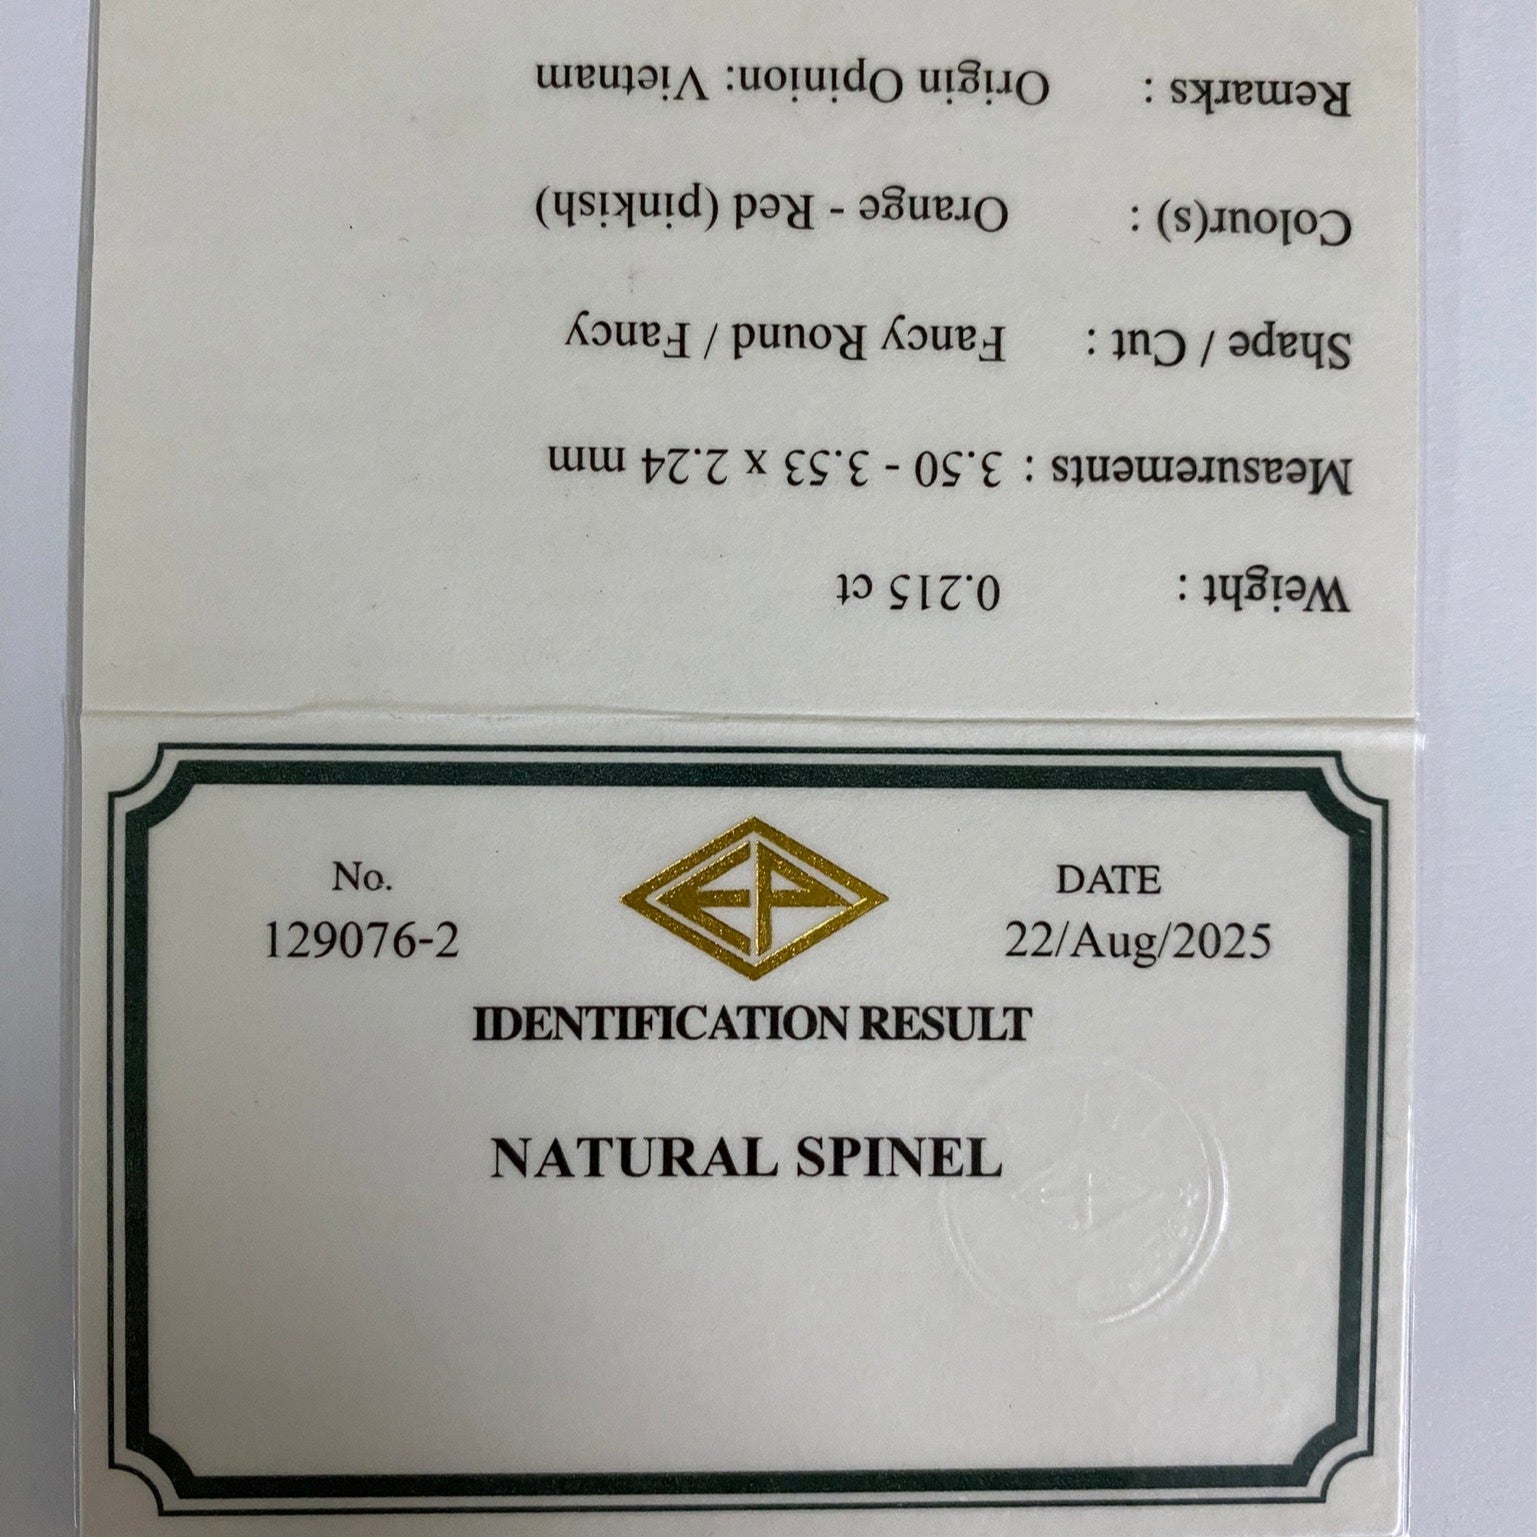 No.
129076-2
EP
DATE
22/Aug/2025
IDENTIFICATION RESULT
NATURAL SPINEL
Weight : 0.215 ct
Measurements : 3.50 - 3.53 x 2.24 mm
Shape / Cut : Fancy Round / Fancy
Colour(s) : Orange - Red (pinkish)
Remarks : Origin Opinion: Vietnam